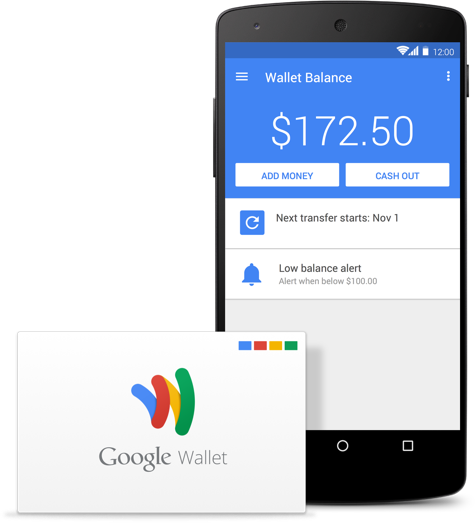 12:00
Wallet Balance
$172.50
ADD MONEY CASH OUT
Next transfer starts: Nov 1
Low balance alert
Alert when below $100.00
Google Wallet